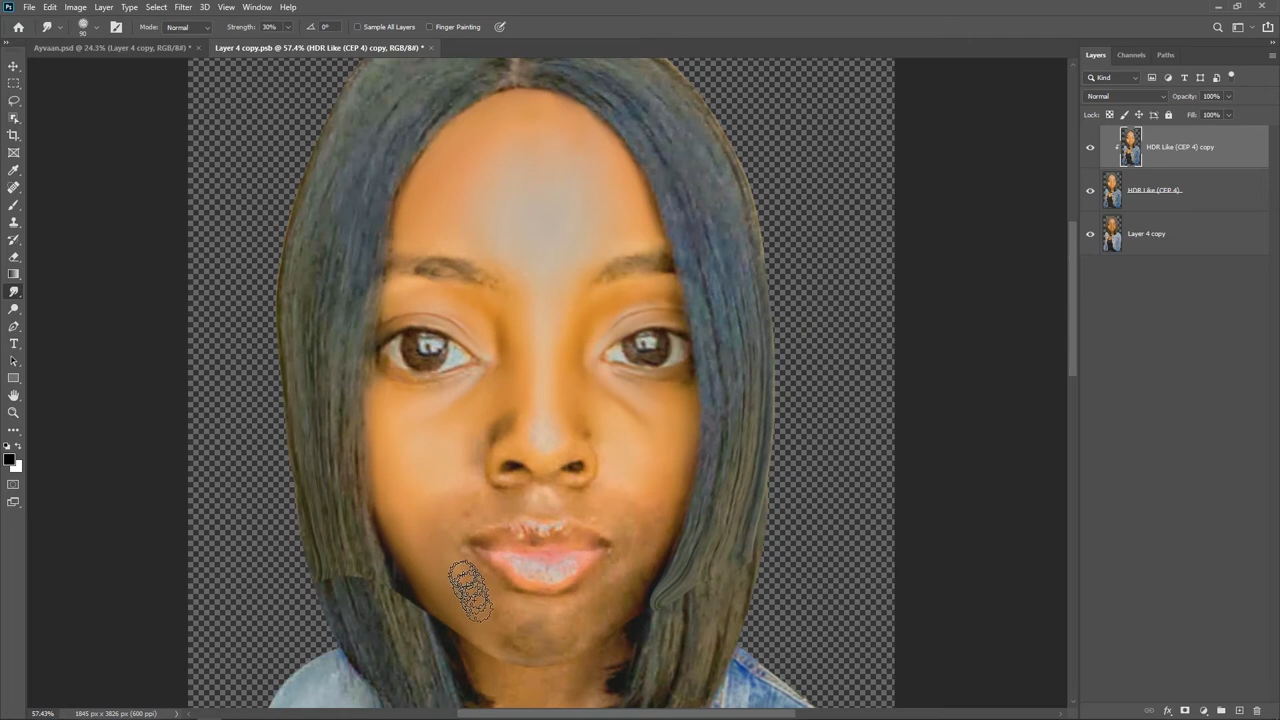 Ps File Edit Image Layer Type Select Filter 3D View Window Help
90 Mode: Normal Strength: 30% 0° Sample All Layers Finger Painting
Ayvaan.psd @ 24.3% (Layer 4 copy, RGB/8#) * × Layer 4 copy.psb @ 57.4% (HDR Like (CEP 4) copy, RGB/8#) * ×
Layers Channels Paths
Kind
Normal Opacity: 100%
Lock: Fill: 100%
HDR Like (CEP 4) copy
HDR Like (CEP 4)
Layer 4 copy
57.43% 1845 px x 3826 px (600 ppi)